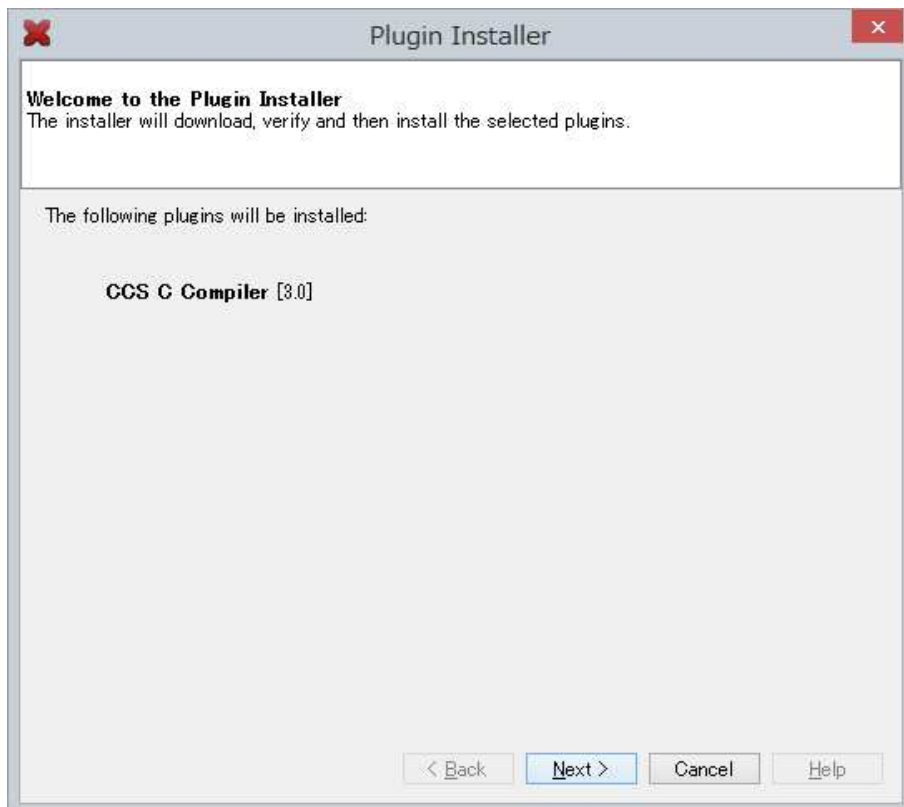 Plugin Installer
Welcome to the Plugin Installer
The installer will download, verify and then install the selected plugins.
The following plugins will be installed:
CCS C Compiler [3.0]
< Back Next > Cancel Help